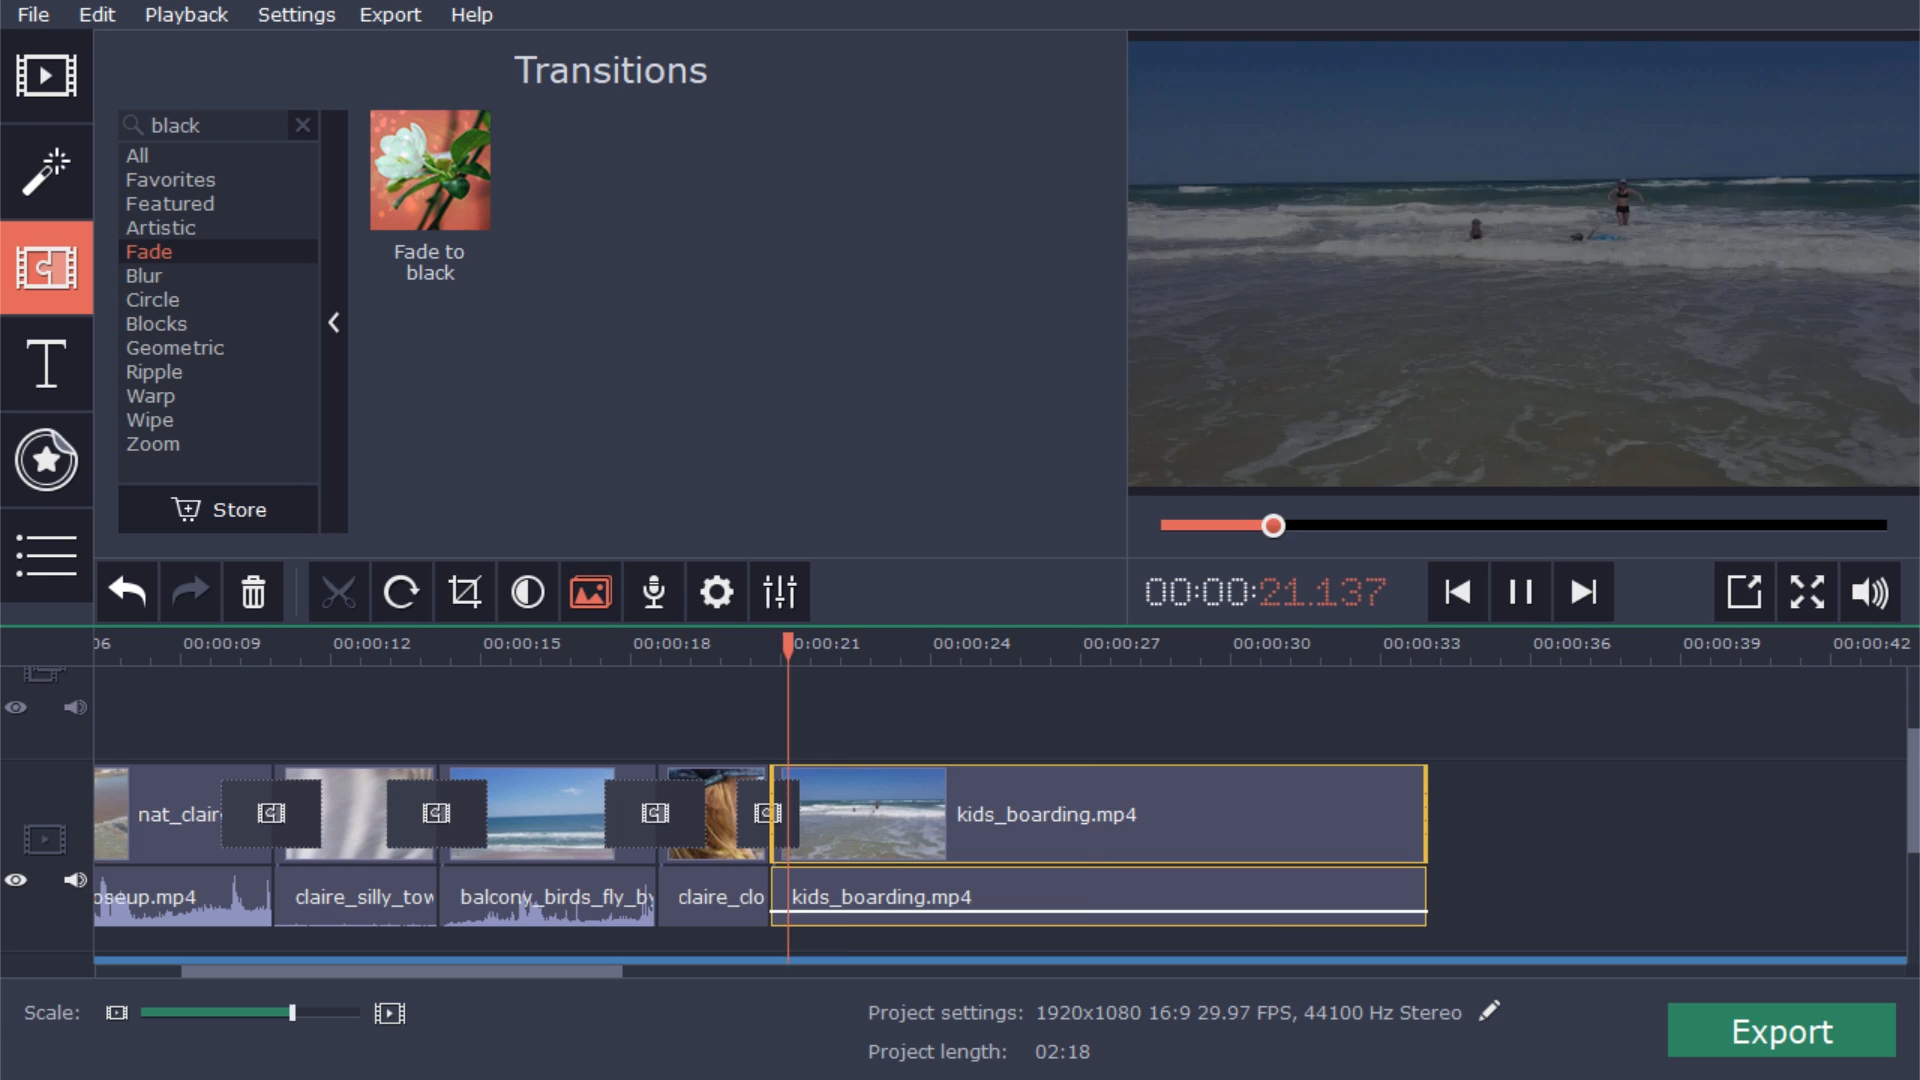 File Edit Playback Settings Export Help
Transitions
black
All
Favorites
Featured
Artistic
Fade
Blur
Circle
Blocks
Geometric
Ripple
Warp
Wipe
Zoom
Store
Fade to
black
00:00:21.137
06 00:00:09 00:00:12 00:00:15 00:00:18 0:00:21 00:00:24 00:00:27 00:00:30 00:00:33 00:00:36 00:00:39 00:00:42
nat_clair kids_boarding.mp4
oseup.mp4 claire_silly_tow balcony_birds_fly_by claire_clo kids_boarding.mp4
Scale:
Project settings: 1920x1080 16:9 29.97 FPS, 44100 Hz Stereo
Project length: 02:18
Export